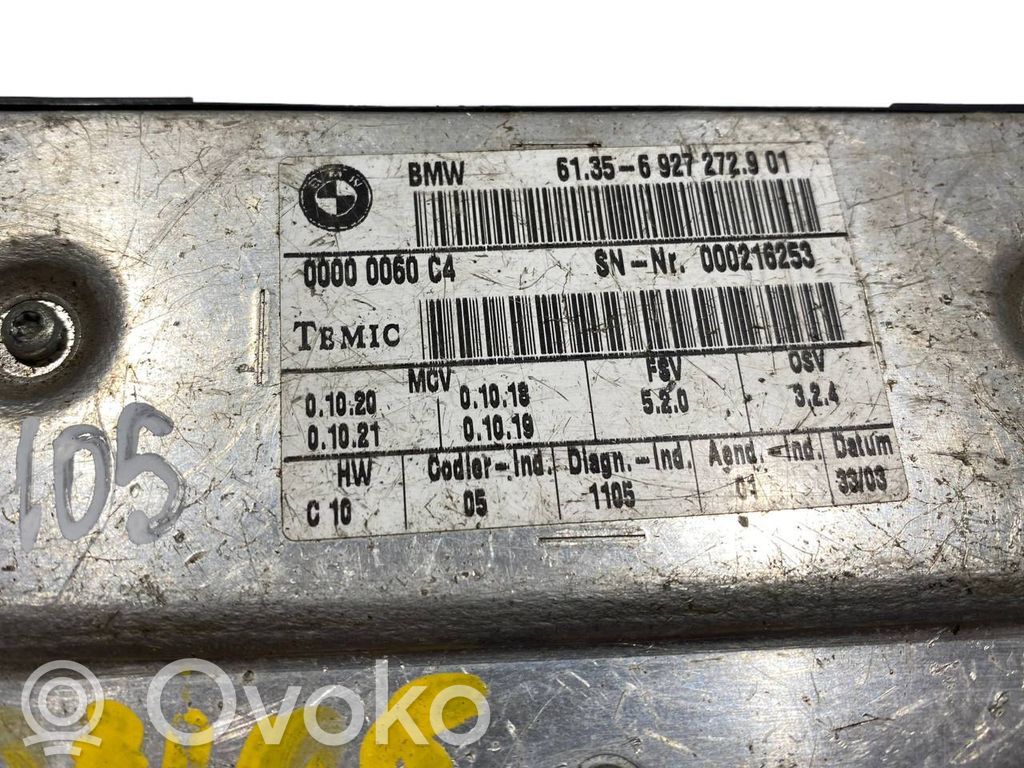 BMW 61.35-6 927 272.9 01
BMW
0000 0060 C4 SN-Nr. 000216253
TEMIC
MCV FSV OSV
0.10.20 0.10.18 5.2.0 3.2.4
0.10.21 0.10.19
HW Codier-Ind. Diagn.-Ind. Aend.-Ind. Datum
C 10 05 1105 01 33/03
105
Ovoko